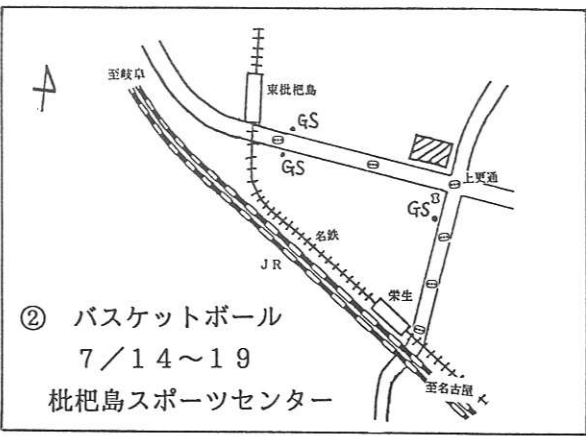 至岐阜
東枇杷島
GS
GS
上更通
GS
名鉄
JR
栄生
② バスケットボール
7/14~19
至名古屋
枇杷島スポーツセンター